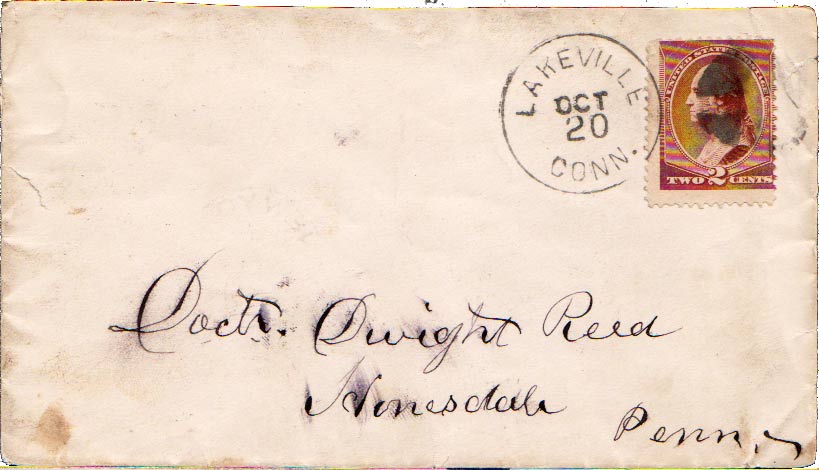 LAKEVILLE
OCT
20
CONN.
UNITED STATES POSTAGE
TWO 2 CENTS
Doctr. Dwight Reed
Honesdale
Penn,